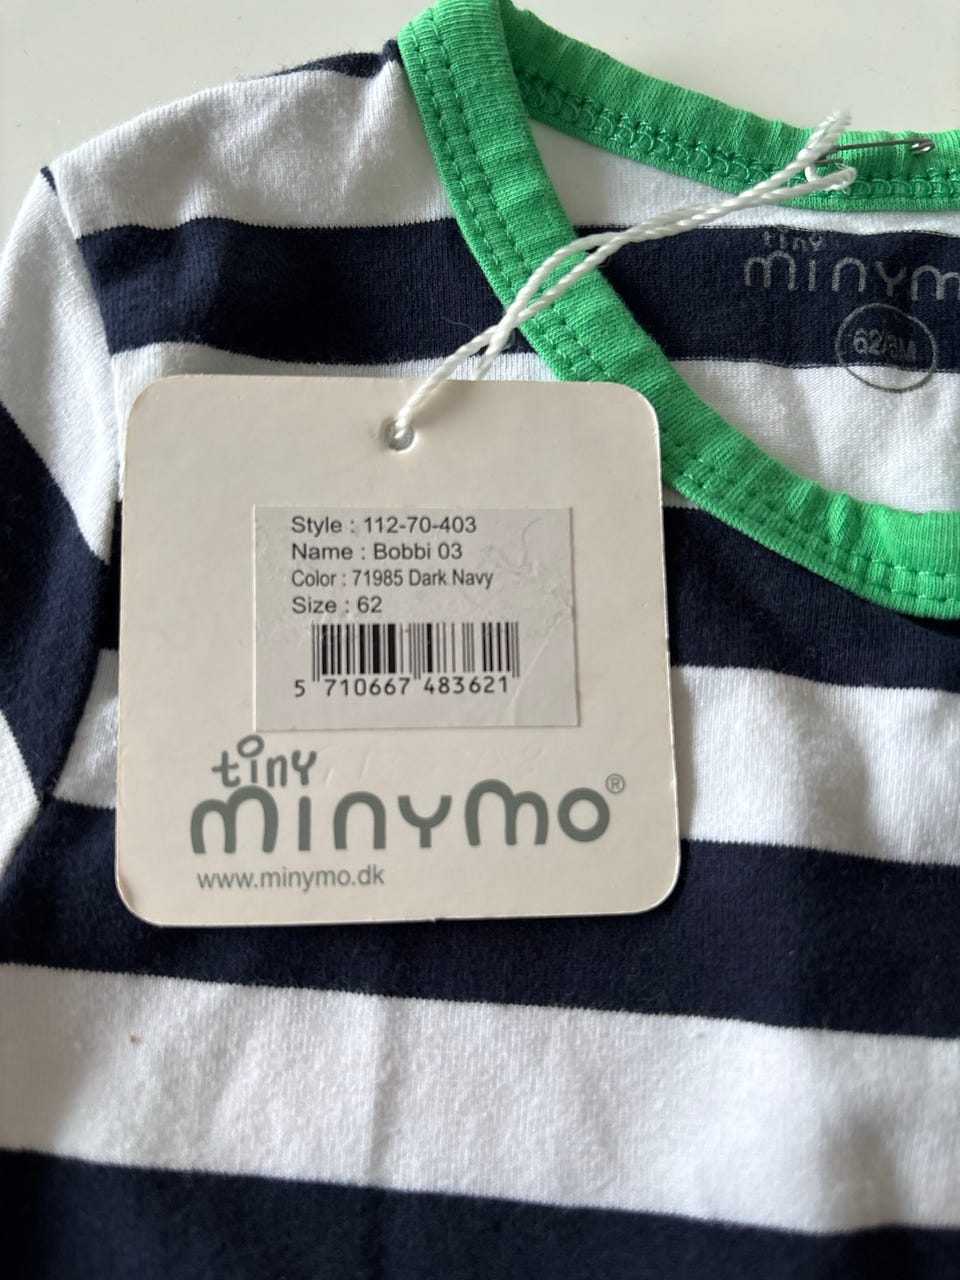 tiny
minym
62/3M
Style : 112-70-403
Name : Bobbi 03
Color : 71985 Dark Navy
Size : 62
5 710667 483621
tiny
minymo®
www.minymo.dk